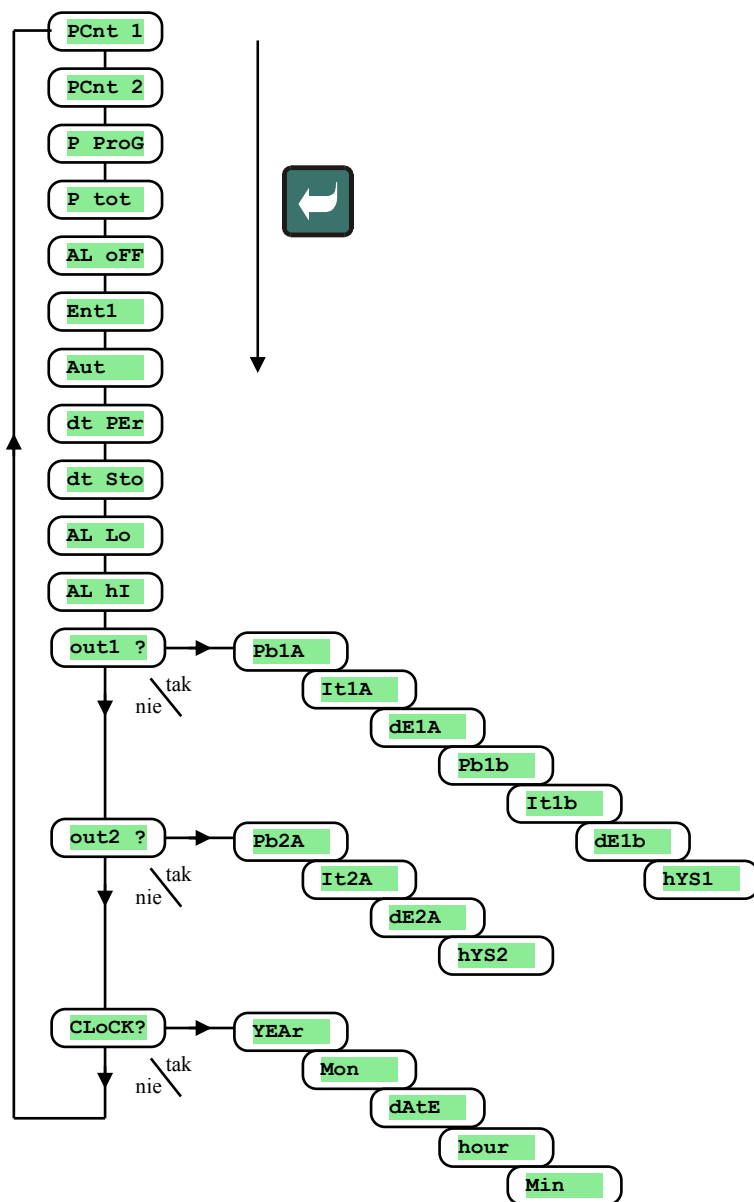 PCnt 1
PCnt 2
P ProG
P tot
AL oFF
Ent1
Aut
dt PEr
dt Sto
AL Lo
AL hI
out1 ?
Pb1A
It1A
dE1A
Pb1b
It1b
dE1b
hYS1
tak
nie
out2 ?
Pb2A
It2A
dE2A
hYS2
tak
nie
CLoCK?
YEAr
Mon
dAtE
hour
Min
tak
nie